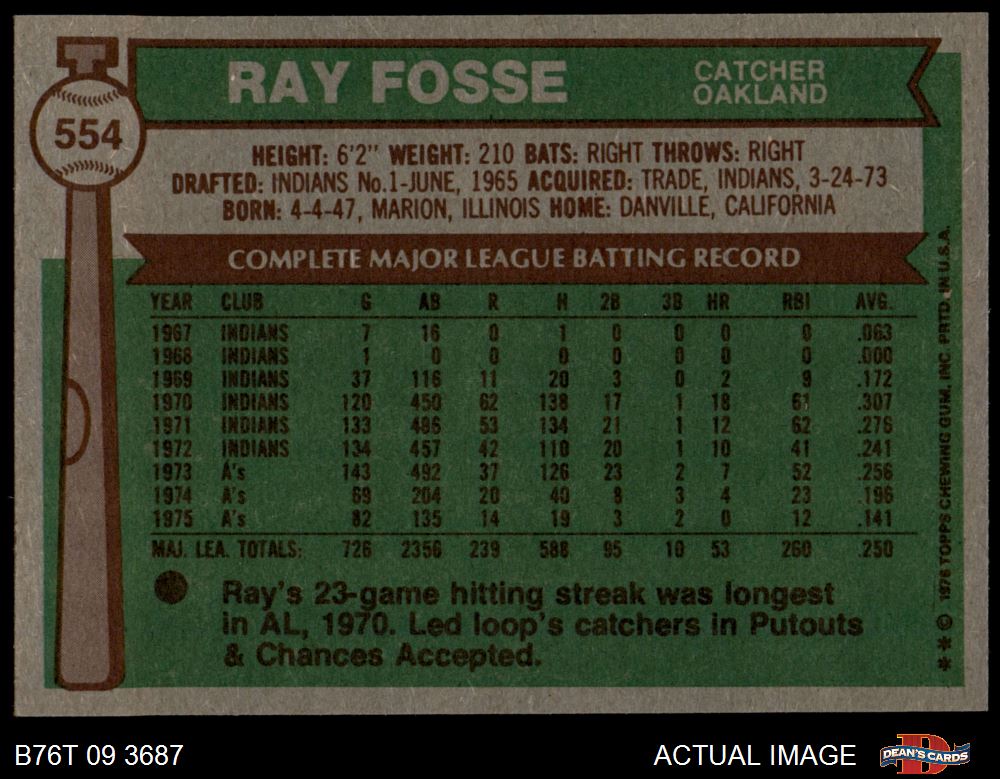 554
RAY FOSSE
CATCHER
OAKLAND
HEIGHT: 6'2" WEIGHT: 210 BATS: RIGHT THROWS: RIGHT
DRAFTED: INDIANS No.1-JUNE, 1965 ACQUIRED: TRADE, INDIANS, 3-24-73
BORN: 4-4-47, MARION, ILLINOIS HOME: DANVILLE, CALIFORNIA
COMPLETE MAJOR LEAGUE BATTING RECORD
YEAR CLUB G AB R H 2B 3B HR RBI AVG.
1967 INDIANS 7 16 0 1 0 0 0 0 .063
1968 INDIANS 1 0 0 0 0 0 0 0 .000
1969 INDIANS 37 116 11 20 3 0 2 9 .172
1970 INDIANS 120 450 62 138 17 1 18 61 .307
1971 INDIANS 133 486 53 134 21 1 12 62 .276
1972 INDIANS 134 457 42 110 20 1 10 41 .241
1973 A's 143 492 37 126 23 2 7 52 .256
1974 A's 69 204 20 40 8 3 4 23 .196
1975 A's 82 135 14 19 3 2 0 12 .141
MAJ. LEA. TOTALS: 726 2356 239 588 95 10 53 260 .250
Ray's 23-game hitting streak was longest
in AL, 1970. Led loop's catchers in Putouts
& Chances Accepted.
** © 1976 TOPPS CHEWING GUM, INC. PRTD. IN U.S.A.
B76T 09 3687
ACTUAL IMAGE
DEAN'S CARDS